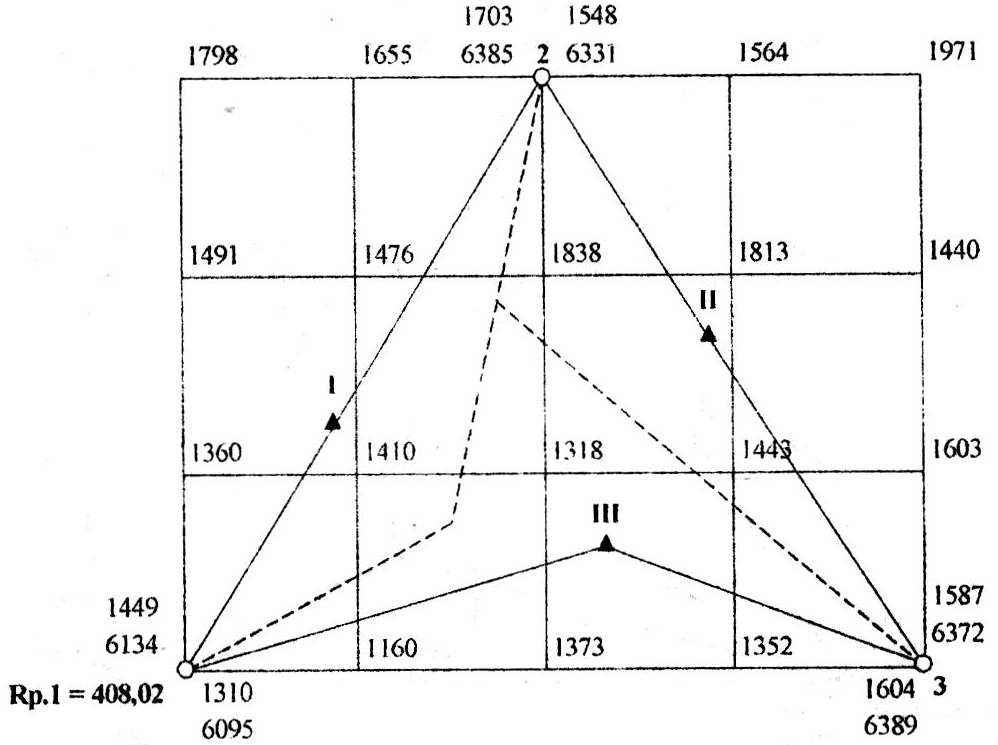 1703 1548
1798 1655 6385 2 6331 1564 1971
1491 1476 1838 1813 1440
II
I
1360 1410 1318 1443 1603
III
1449 1587
6134 1160 1373 1352 6372
Rp.1 = 408,02 1310 1604 3
6095 6389